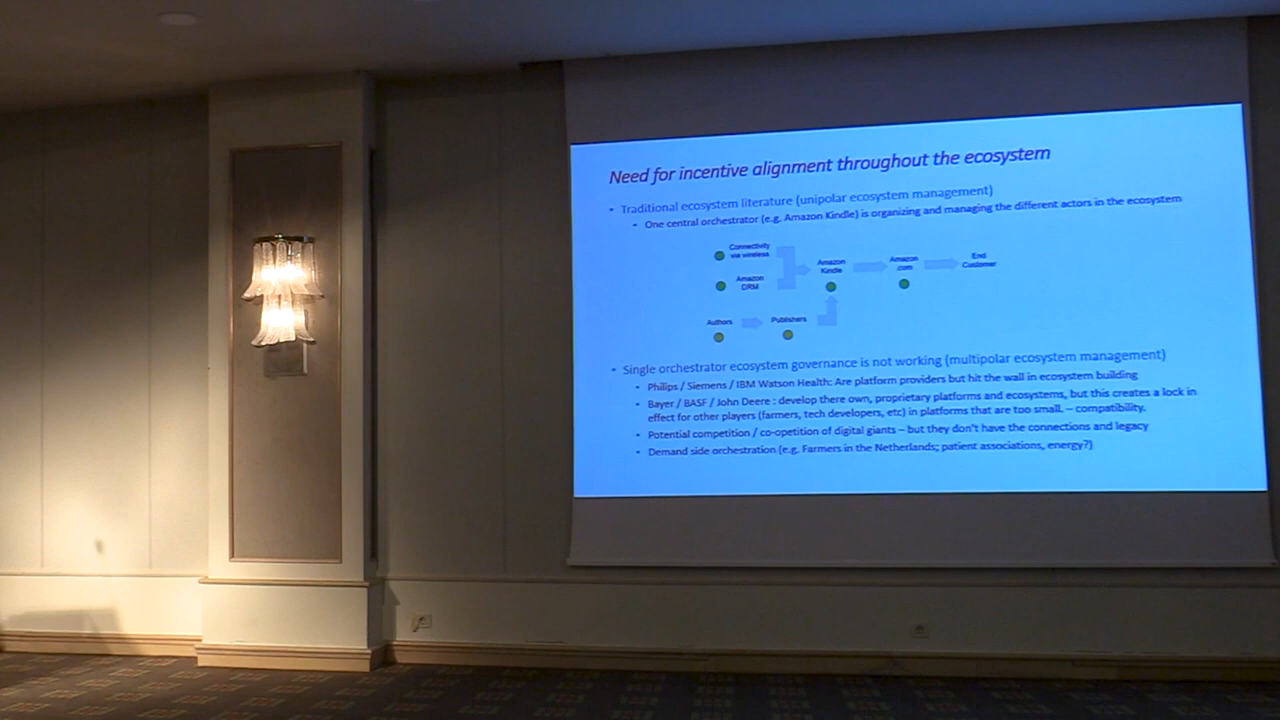 Need for incentive alignment throughout the ecosystem
• Traditional ecosystem literature (unipolar ecosystem management)
• One central orchestrator (e.g. Amazon Kindle) is organizing and managing the different actors in the ecosystem
Connectivity
via wireless
Amazon
DRM
Amazon
Kindle
Amazon
.com
End
Customer
Authors
Publishers
• Single orchestrator ecosystem governance is not working (multipolar ecosystem management)
• Philips / Siemens / IBM Watson Health: Are platform providers but hit the wall in ecosystem building
• Bayer / BASF / John Deere : develop there own, proprietary platforms and ecosystems, but this creates a lock in
effect for other players (farmers, tech developers, etc) in platforms that are too small. – compatibility.
• Potential competition / co-opetition of digital giants – but they don't have the connections and legacy
• Demand side orchestration (e.g. Farmers in the Netherlands; patient associations, energy?)